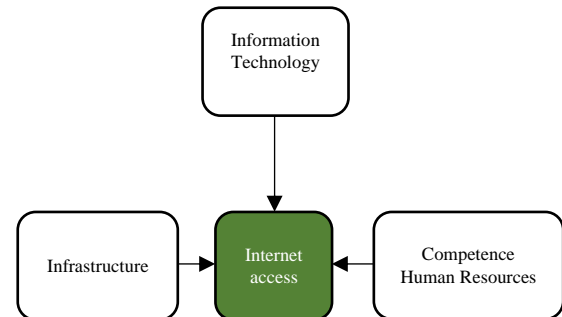 Information
Technology
Infrastructure
Internet
access
Competence
Human Resources